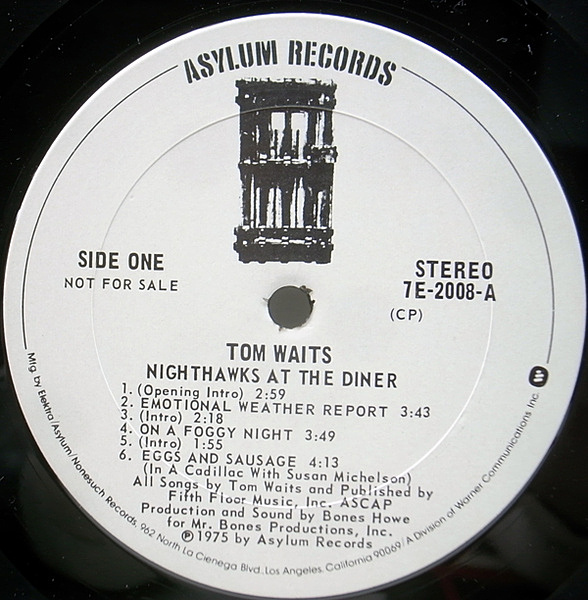 ASYLUM RECORDS
SIDE ONE
NOT FOR SALE
STEREO
7E-2008-A
(CP)
TOM WAITS
NIGHTHAWKS AT THE DINER
1. (Opening Intro) 2:59
2. EMOTIONAL WEATHER REPORT 3:43
3. (Intro) 2:18
4. ON A FOGGY NIGHT 3:49
5. (Intro) 1:55
6. EGGS AND SAUSAGE 4:13
(In A Cadillac With Susan Michelson)
All Songs by Tom Waits and Published by
Fifth Floor Music, Inc. ASCAP
Production and Sound by Bones Howe
for Mr. Bones Productions, Inc.
℗1975 by Asylum Records
Mfg. by Elektra/Asylum/Nonesuch Records, 962 North La Cienega Blvd., Los Angeles, California 90069/A Division of Warner Communications Inc.